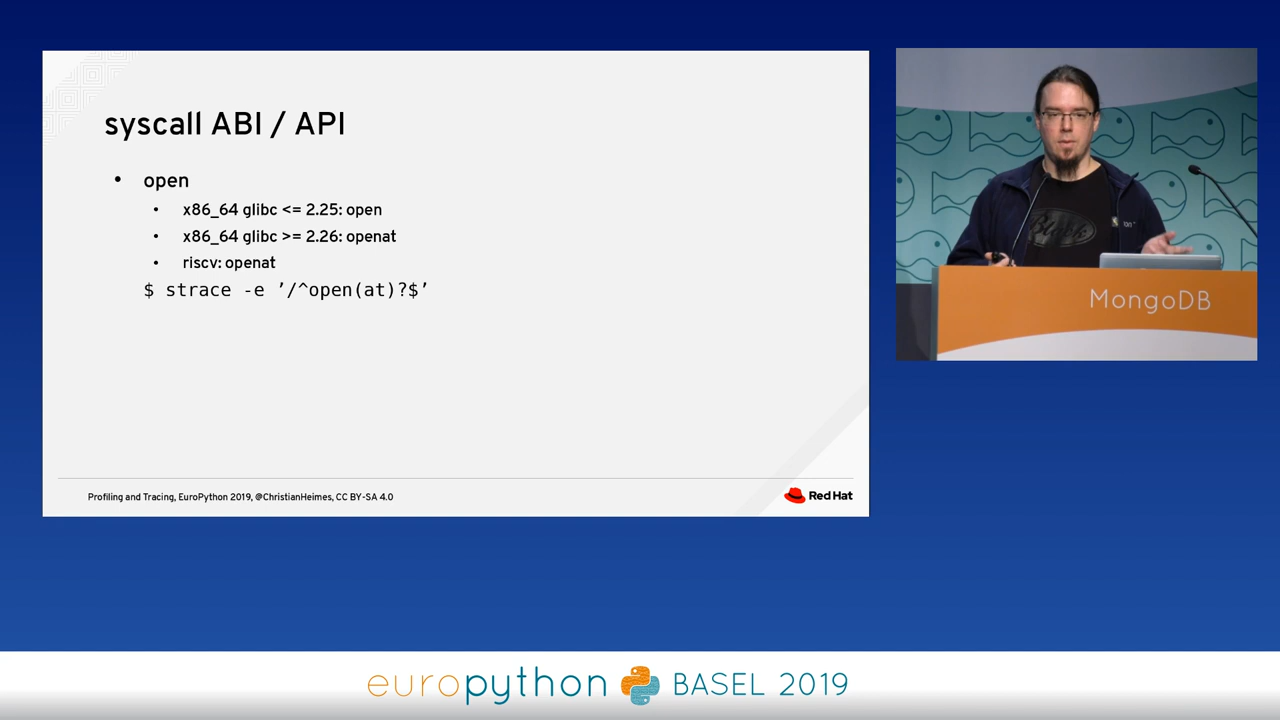 syscall ABI / API
• open
• x86_64 glibc <= 2.25: open
• x86_64 glibc >= 2.26: openat
• riscv: openat
$ strace -e ’/^open(at)?$’
Profiling and Tracing, EuroPython 2019, @ChristianHeimes, CC BY-SA 4.0
Red Hat
MongoDB
europython BASEL 2019